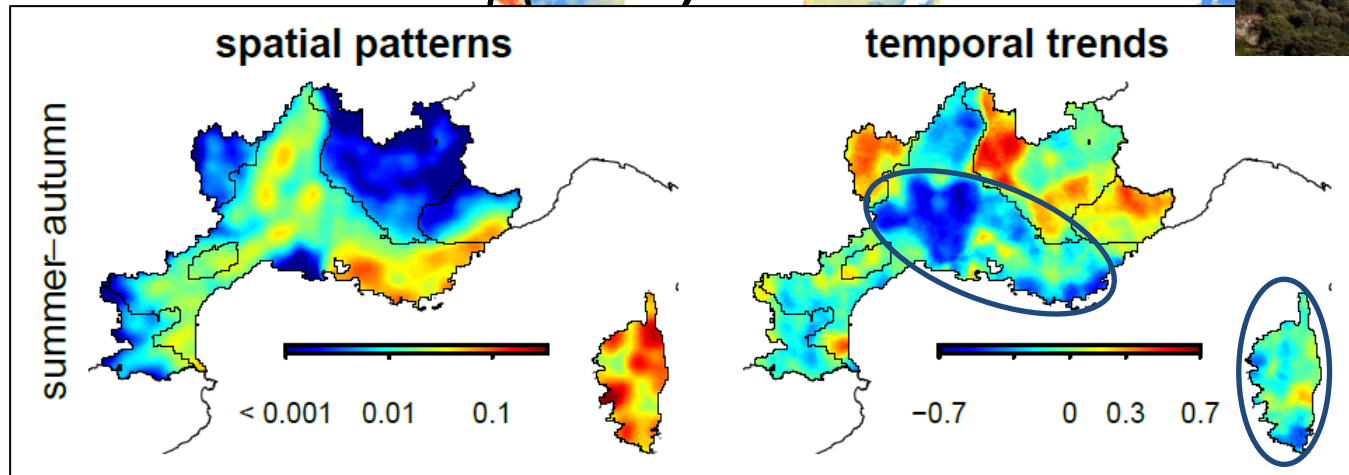 spatial patterns
temporal trends
summer–autumn
< 0.001 0.01 0.1
−0.7 0 0.3 0.7